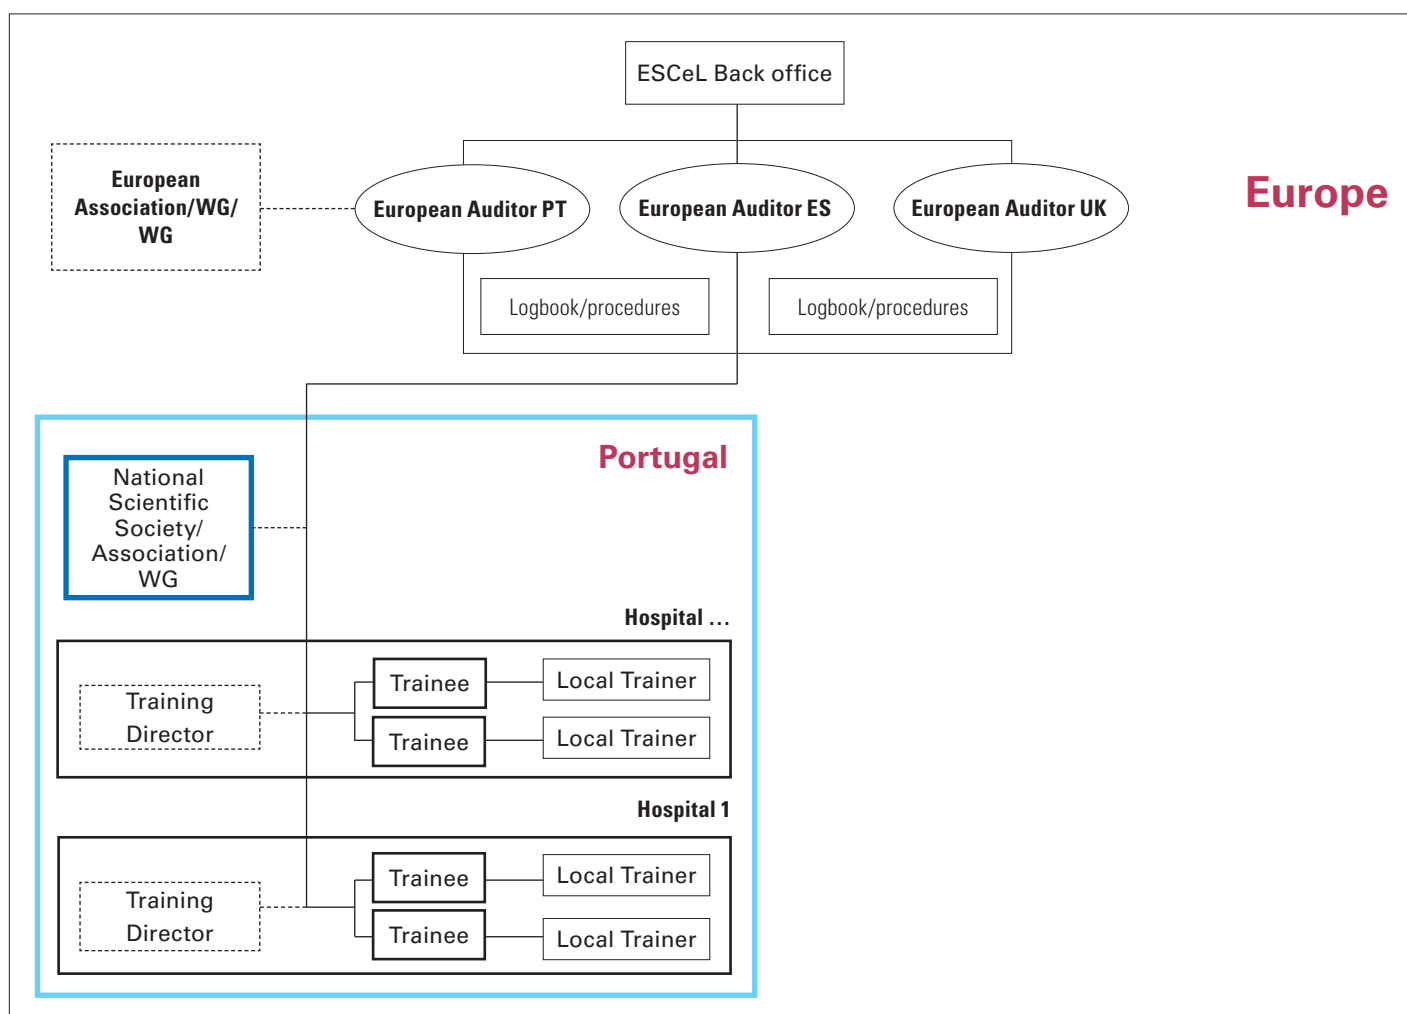 ESCeL Back office
European
Association/WG/
WG
European Auditor PT
European Auditor ES
European Auditor UK
Europe
Logbook/procedures
Logbook/procedures
Portugal
National
Scientific
Society/
Association/
WG
Hospital ...
Training
Director
Trainee
Local Trainer
Trainee
Local Trainer
Hospital 1
Training
Director
Trainee
Local Trainer
Trainee
Local Trainer